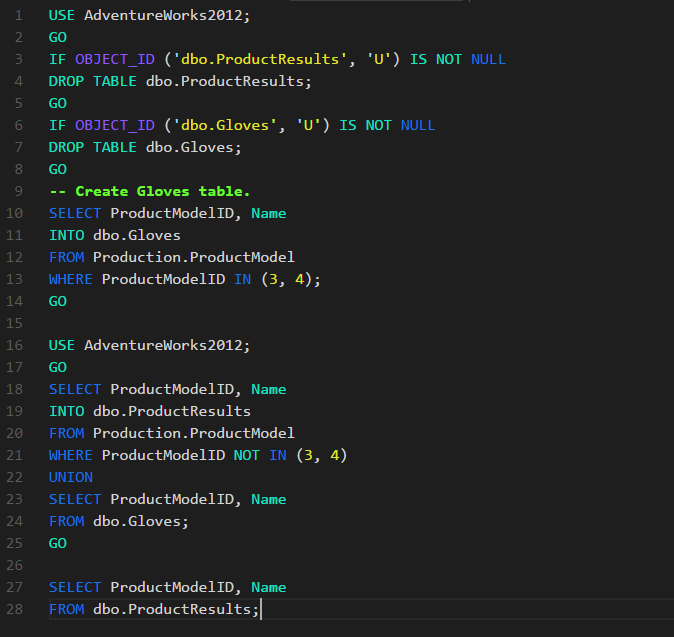 1 USE AdventureWorks2012;
2 GO
3 IF OBJECT_ID ('dbo.ProductResults', 'U') IS NOT NULL
4 DROP TABLE dbo.ProductResults;
5 GO
6 IF OBJECT_ID ('dbo.Gloves', 'U') IS NOT NULL
7 DROP TABLE dbo.Gloves;
8 GO
9 -- Create Gloves table.
10 SELECT ProductModelID, Name
11 INTO dbo.Gloves
12 FROM Production.ProductModel
13 WHERE ProductModelID IN (3, 4);
14 GO
15
16 USE AdventureWorks2012;
17 GO
18 SELECT ProductModelID, Name
19 INTO dbo.ProductResults
20 FROM Production.ProductModel
21 WHERE ProductModelID NOT IN (3, 4)
22 UNION
23 SELECT ProductModelID, Name
24 FROM dbo.Gloves;
25 GO
26
27 SELECT ProductModelID, Name
28 FROM dbo.ProductResults;